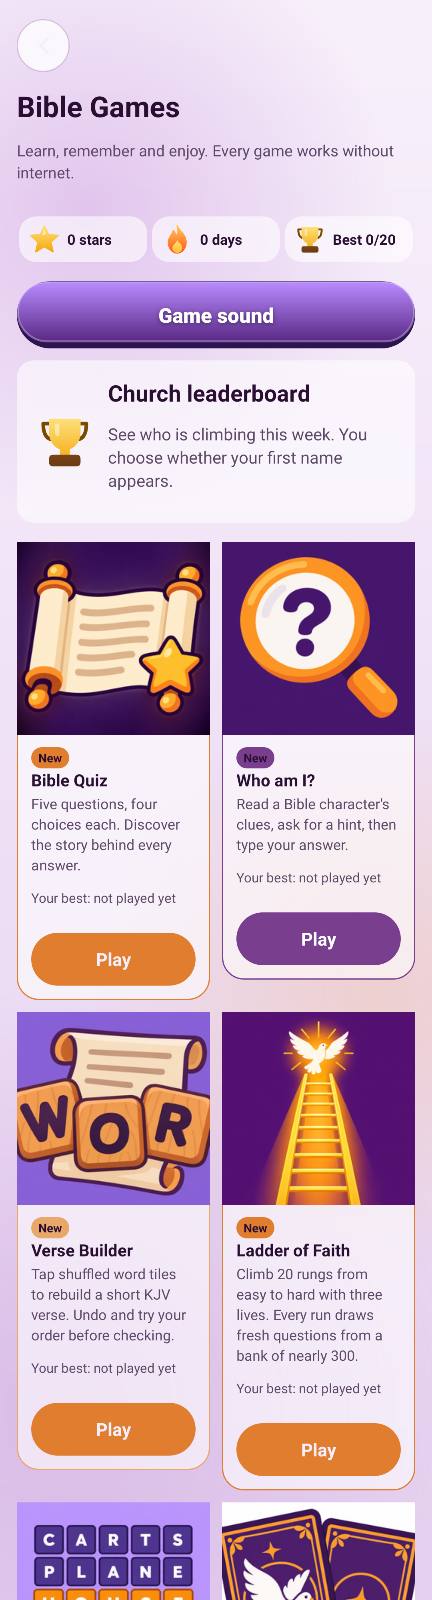 Bible Games
Learn, remember and enjoy. Every game works without
internet.
0 stars
0 days
Best 0/20
Game sound
Church leaderboard
See who is climbing this week. You
choose whether your first name
appears.
New
Bible Quiz
Five questions, four
choices each. Discover
the story behind every
answer.
Your best: not played yet
Play
?
New
Who am I?
Read a Bible character's
clues, ask for a hint, then
type your answer.
Your best: not played yet
Play
WOR
New
Verse Builder
Tap shuffled word tiles
to rebuild a short KJV
verse. Undo and try your
order before checking.
Your best: not played yet
Play
New
Ladder of Faith
Climb 20 rungs from
easy to hard with three
lives. Every run draws
fresh questions from a
bank of nearly 300.
Your best: not played yet
Play
CARTS
PLANE